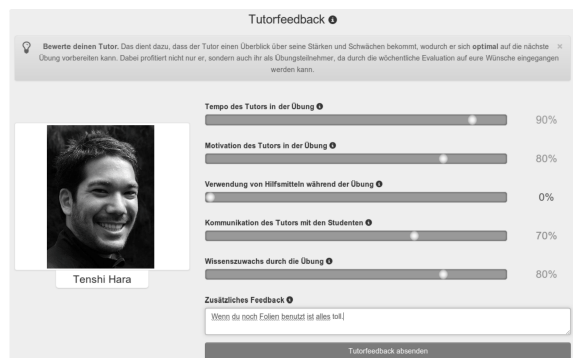 Tutorfeedback
Bewerte deinen Tutor. Das dient dazu, dass der Tutor einen Überblick über seine Stärken und Schwächen bekommt, wodurch er sich optimal auf die nächste ×
Übung vorbereiten kann. Dabei profitiert nicht nur er, sondern auch ihr als Übungsteilnehmer, da durch die wöchentliche Evaluation auf eure Wünsche eingegangen
werden kann.
Tempo des Tutors in der Übung
90%
Motivation des Tutors in der Übung
80%
Verwendung von Hilfsmitteln während der Übung
0%
Kommunikation des Tutors mit den Studenten
70%
Wissenszuwachs durch die Übung
80%
Tenshi Hara
Zusätzliches Feedback
Wenn du noch Folien benutzt ist alles toll.
Tutorfeedback absenden